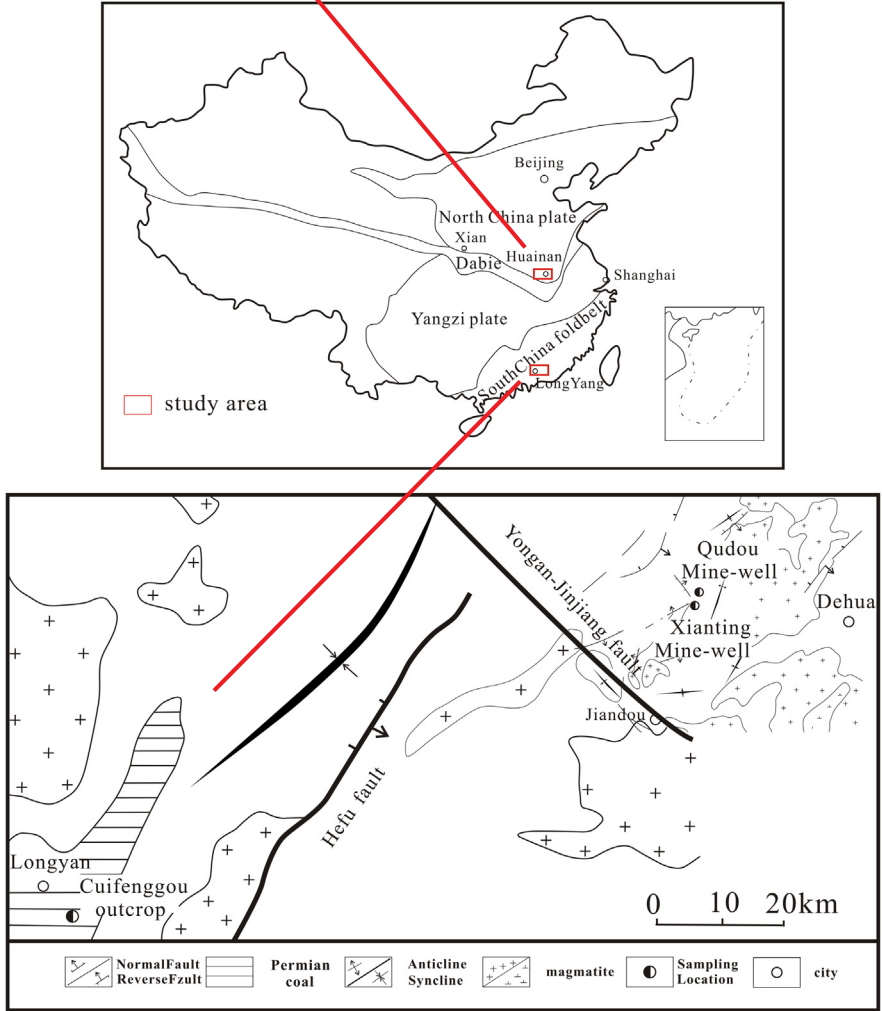 Beijing
North China plate
Xian
Dabie
Huainan
Shanghai
Yangzi plate
SouthChina foldbelt
LongYang
study area
Yongan-Jinjiang fault
Qudou
Mine-well
Dehua
Xianting
Mine-well
Jiandou
Hefu fault
Longyan
Cuifenggou
outcrop
0 10 20km
NormalFault
ReverseFzult
Permian
coal
Anticline
Syncline
magmatite
Sampling
Location
city